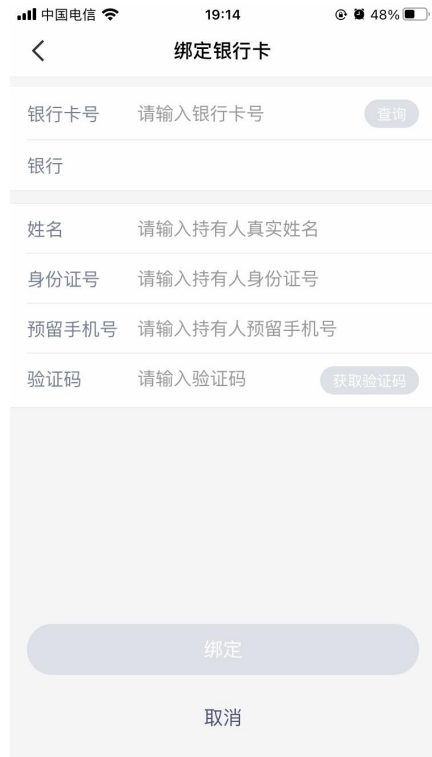 中国电信 19:14 48%
绑定银行卡
银行卡号 请输入银行卡号 查询
银行
姓名 请输入持有人真实姓名
身份证号 请输入持有人身份证号
预留手机号 请输入持有人预留手机号
验证码 请输入验证码 获取验证码
绑定
取消